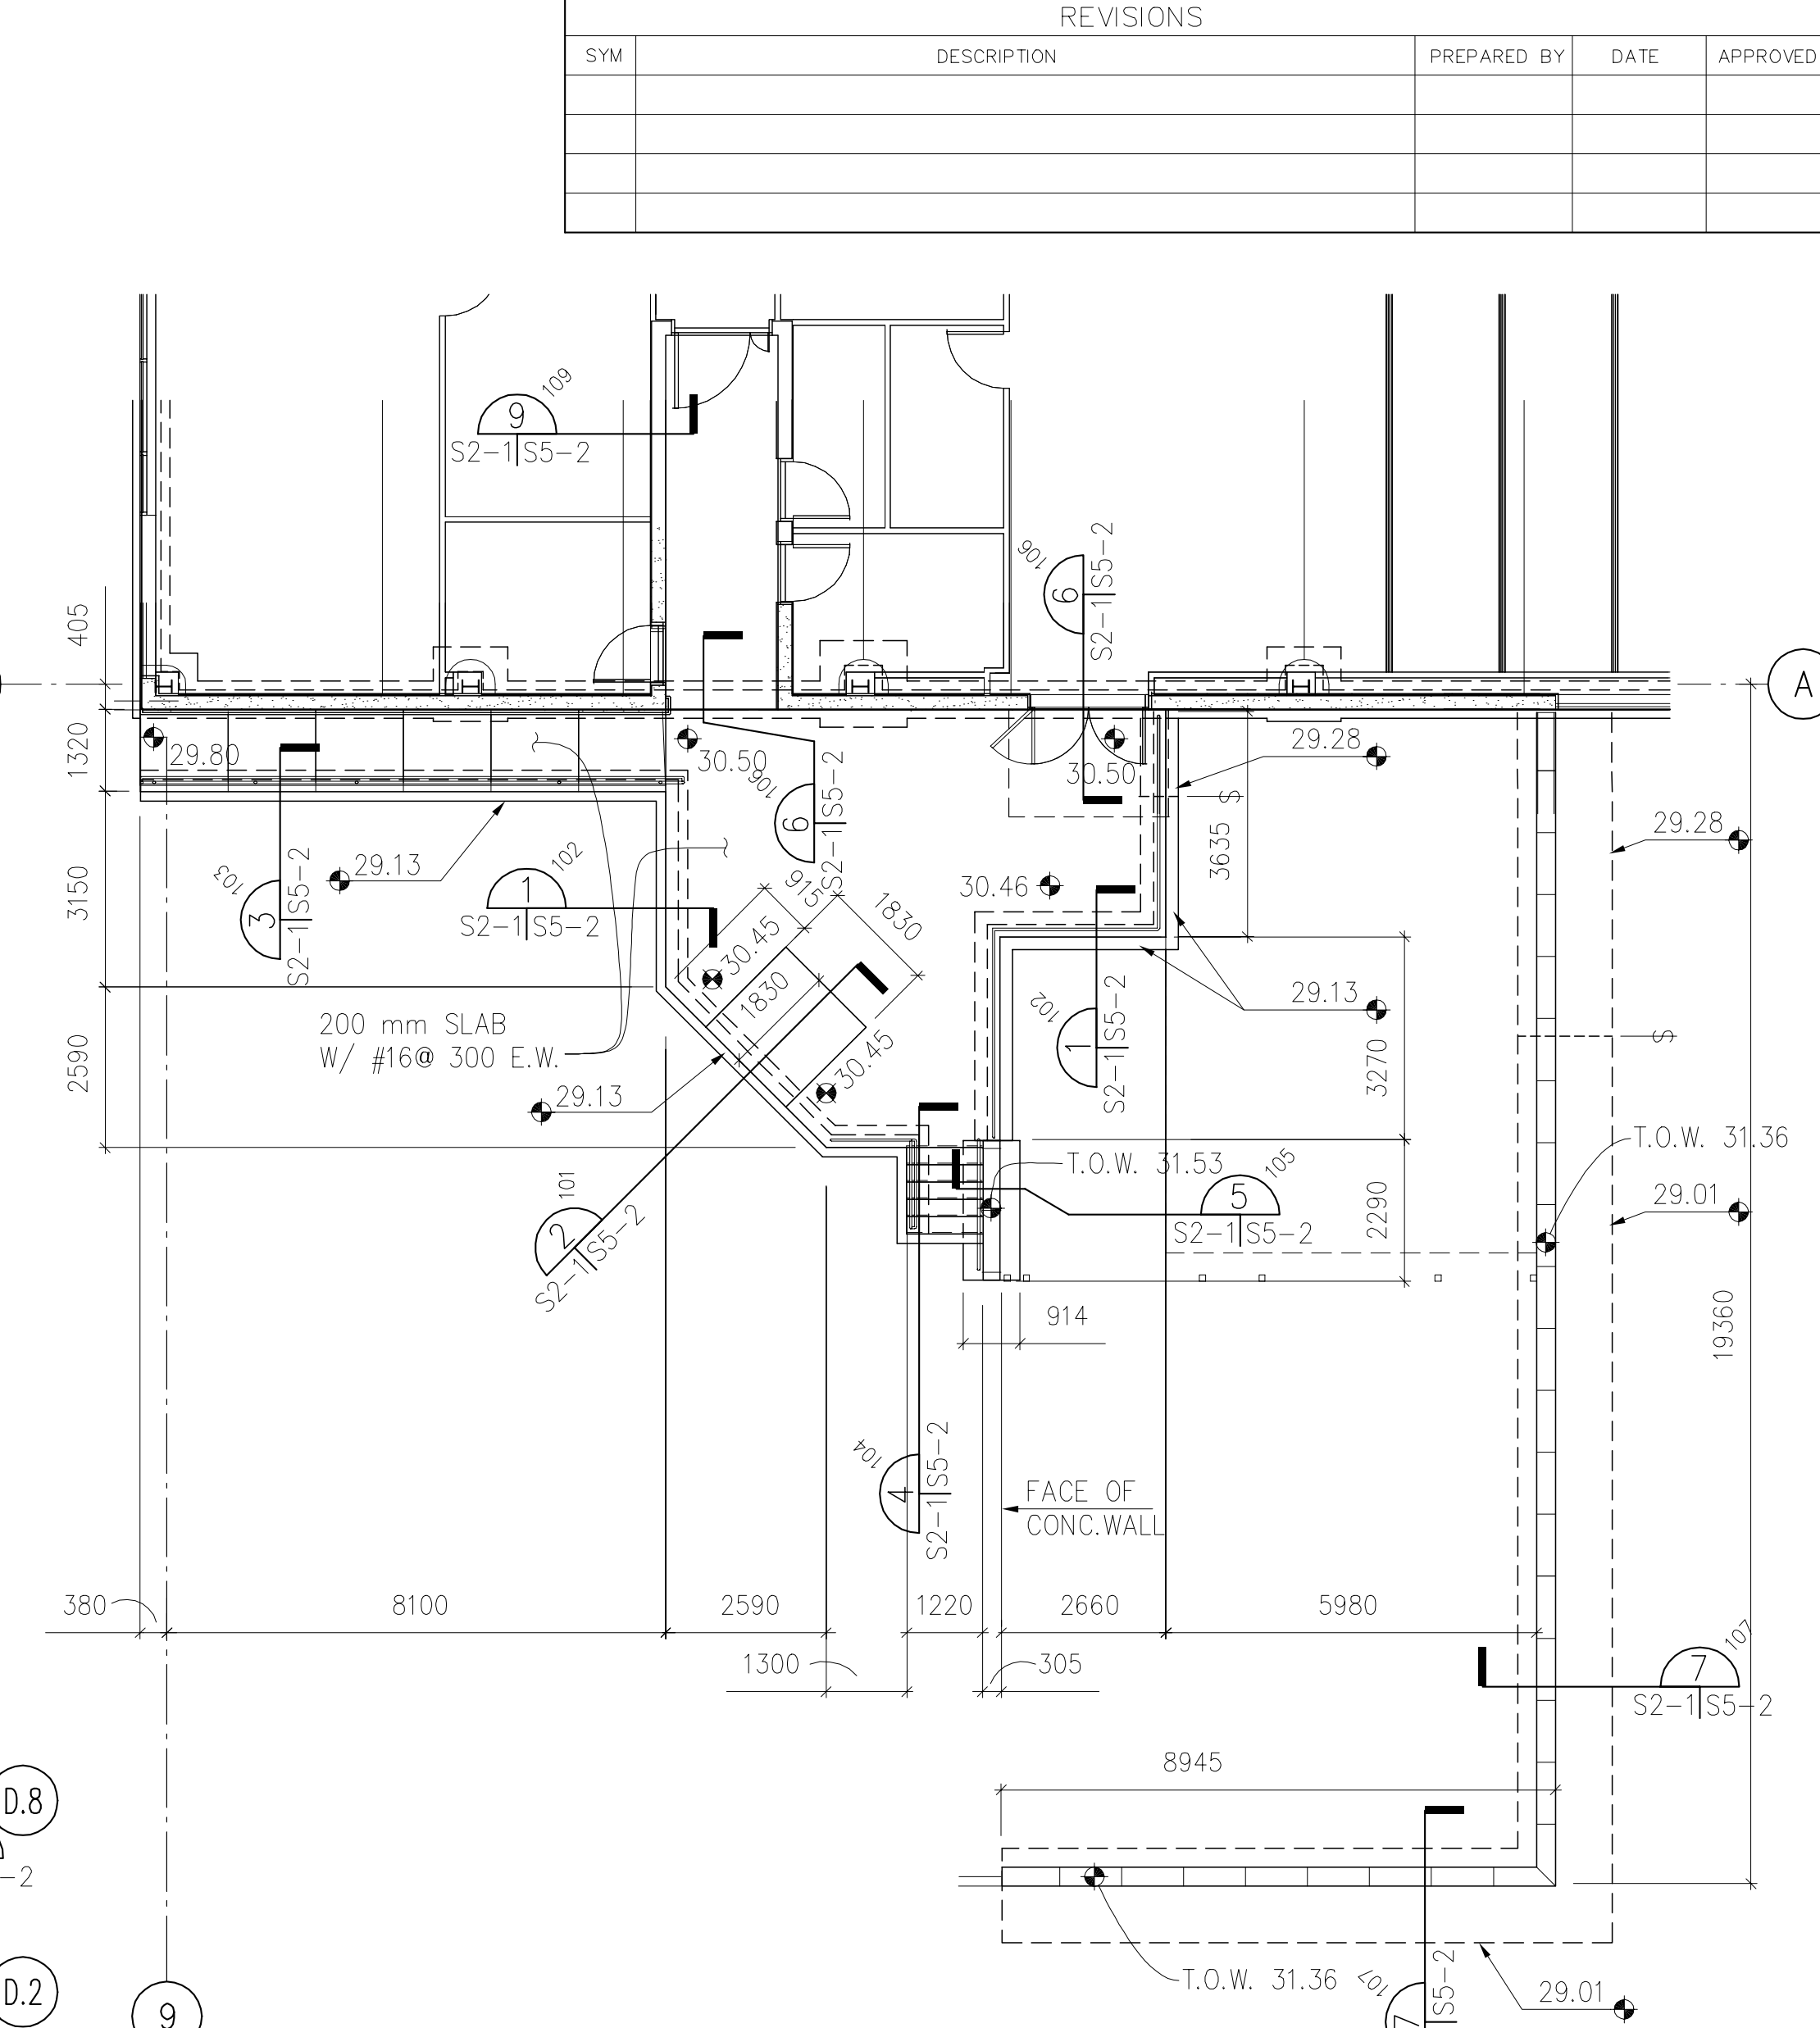 REVISIONS
SYM DESCRIPTION PREPARED BY DATE APPROVED
9 109
S2-1 S5-2
6 106
S2-1 S5-2
405
A
1320
29.80
30.50
30.50
29.28
S
3635
29.28
6 106
S2-1 S5-2
3 103
S2-1 S5-2
29.13
1 102
S2-1 S5-2
3150
915
1830
30.46
30.45
1830
30.45
1 102
S2-1 S5-2
29.13
S
200 mm SLAB
W/ #16@ 300 E.W.
2590
29.13
3270
T.O.W. 31.36
T.O.W. 31.53
5 105
S2-1 S5-2
2 101
S2-1 S5-2
29.01
2290
914
19360
4 104
S2-1 S5-2
FACE OF
CONC.WALL
380 8100 2590 1220 2660 5980
1300 305
7 107
S2-1 S5-2
8945
D.8
-2
D.2
9
T.O.W. 31.36
7 107
S5-2
29.01